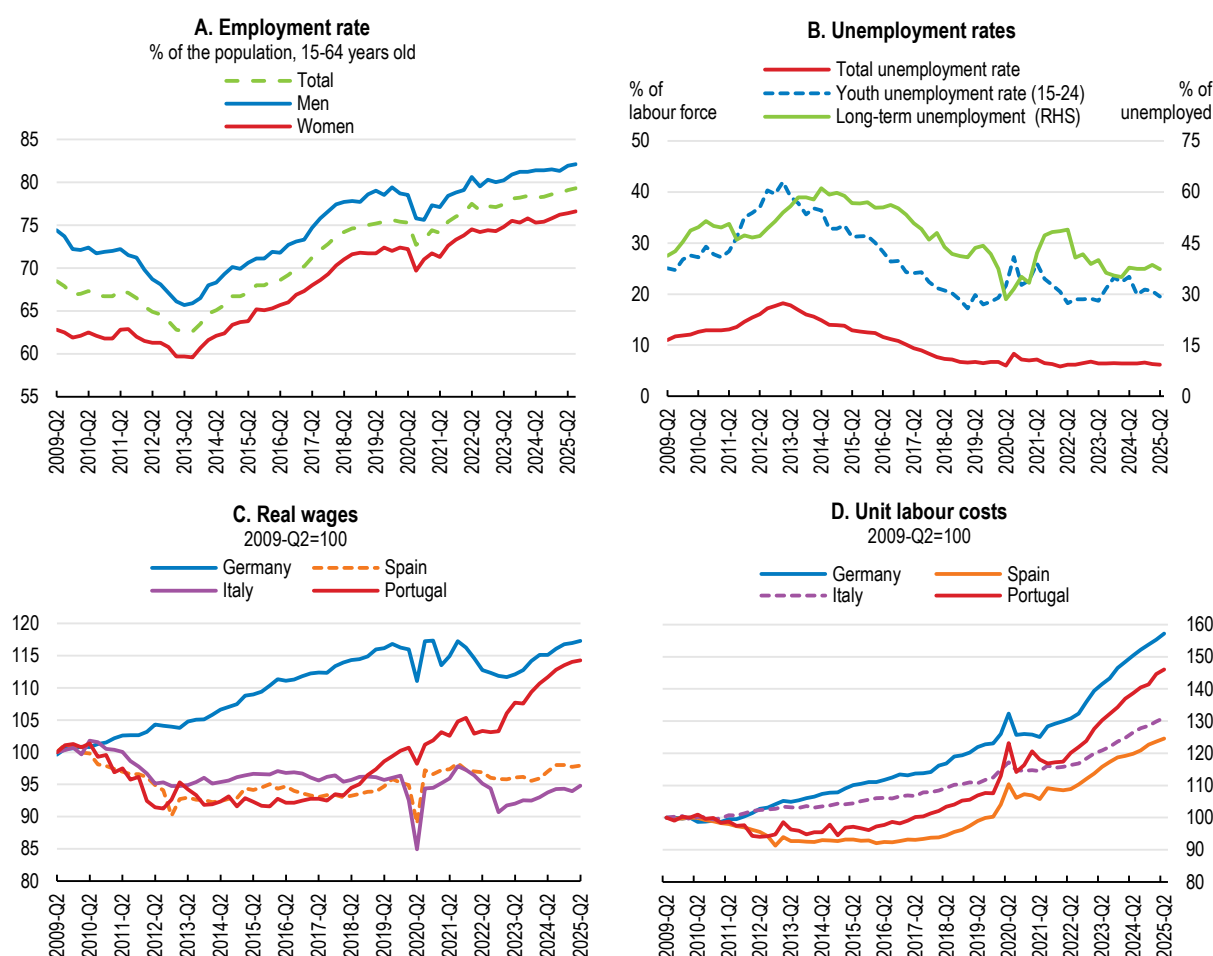 A. Employment rate
% of the population, 15-64 years old
Total
Men
Women
85
80
75
70
65
60
55
2009-Q2
2010-Q2
2011-Q2
2012-Q2
2013-Q2
2014-Q2
2015-Q2
2016-Q2
2017-Q2
2018-Q2
2019-Q2
2020-Q2
2021-Q2
2022-Q2
2023-Q2
2024-Q2
2025-Q2
B. Unemployment rates
Total unemployment rate
Youth unemployment rate (15-24)
Long-term unemployment (RHS)
% of
labour force
% of
unemployed
50
40
30
20
10
0
75
60
45
30
15
0
2009-Q2
2010-Q2
2011-Q2
2012-Q2
2013-Q2
2014-Q2
2015-Q2
2016-Q2
2017-Q2
2018-Q2
2019-Q2
2020-Q2
2021-Q2
2022-Q2
2023-Q2
2024-Q2
2025-Q2
C. Real wages
2009-Q2=100
Germany
Spain
Italy
Portugal
120
115
110
105
100
95
90
85
80
2009-Q2
2010-Q2
2011-Q2
2012-Q2
2013-Q2
2014-Q2
2015-Q2
2016-Q2
2017-Q2
2018-Q2
2019-Q2
2020-Q2
2021-Q2
2022-Q2
2023-Q2
2024-Q2
2025-Q2
D. Unit labour costs
2009-Q2=100
Germany
Spain
Italy
Portugal
160
150
140
130
120
110
100
90
80
2009-Q2
2010-Q2
2011-Q2
2012-Q2
2013-Q2
2014-Q2
2015-Q2
2016-Q2
2017-Q2
2018-Q2
2019-Q2
2020-Q2
2021-Q2
2022-Q2
2023-Q2
2024-Q2
2025-Q2